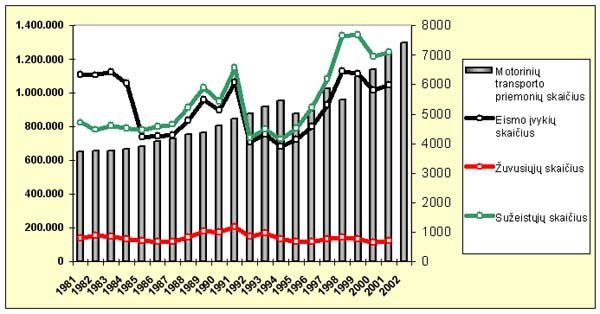 1.400.000
1.200.000
1.000.000
800.000
600.000
400.000
200.000
0
8000
7000
6000
5000
4000
3000
2000
1000
0
1981 1982 1983 1984 1985 1986 1987 1988 1989 1990 1991 1992 1993 1994 1995 1996 1997 1998 1999 2000 2001 2002
Motorinių
transporto
priemonių skaičius
Eismo įvykių
skaičius
Žuvusiųjų skaičius
Sužeistųjų skaičius